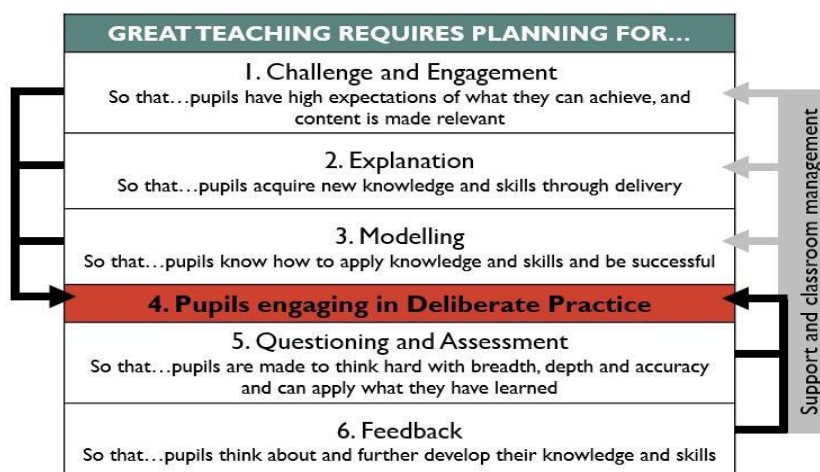 GREAT TEACHING REQUIRES PLANNING FOR…
1. Challenge and Engagement
So that…pupils have high expectations of what they can achieve, and
content is made relevant
2. Explanation
So that…pupils acquire new knowledge and skills through delivery
3. Modelling
So that…pupils know how to apply knowledge and skills and be successful
4. Pupils engaging in Deliberate Practice
5. Questioning and Assessment
So that…pupils are made to think hard with breadth, depth and accuracy
and can apply what they have learned
6. Feedback
So that…pupils think about and further develop their knowledge and skills
Support and classroom management